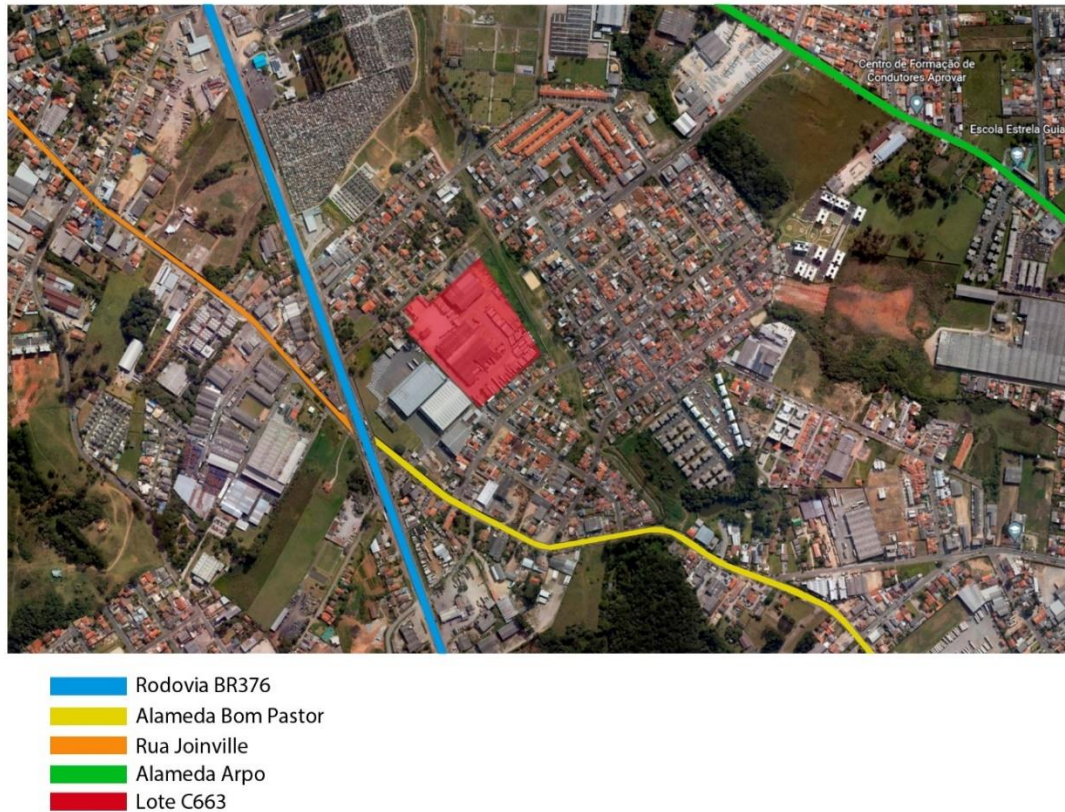 Centro de Formação de
Condutores Aprovar
Escola Estrela Guia
Rodovia BR376
Alameda Bom Pastor
Rua Joinville
Alameda Arpo
Lote C663